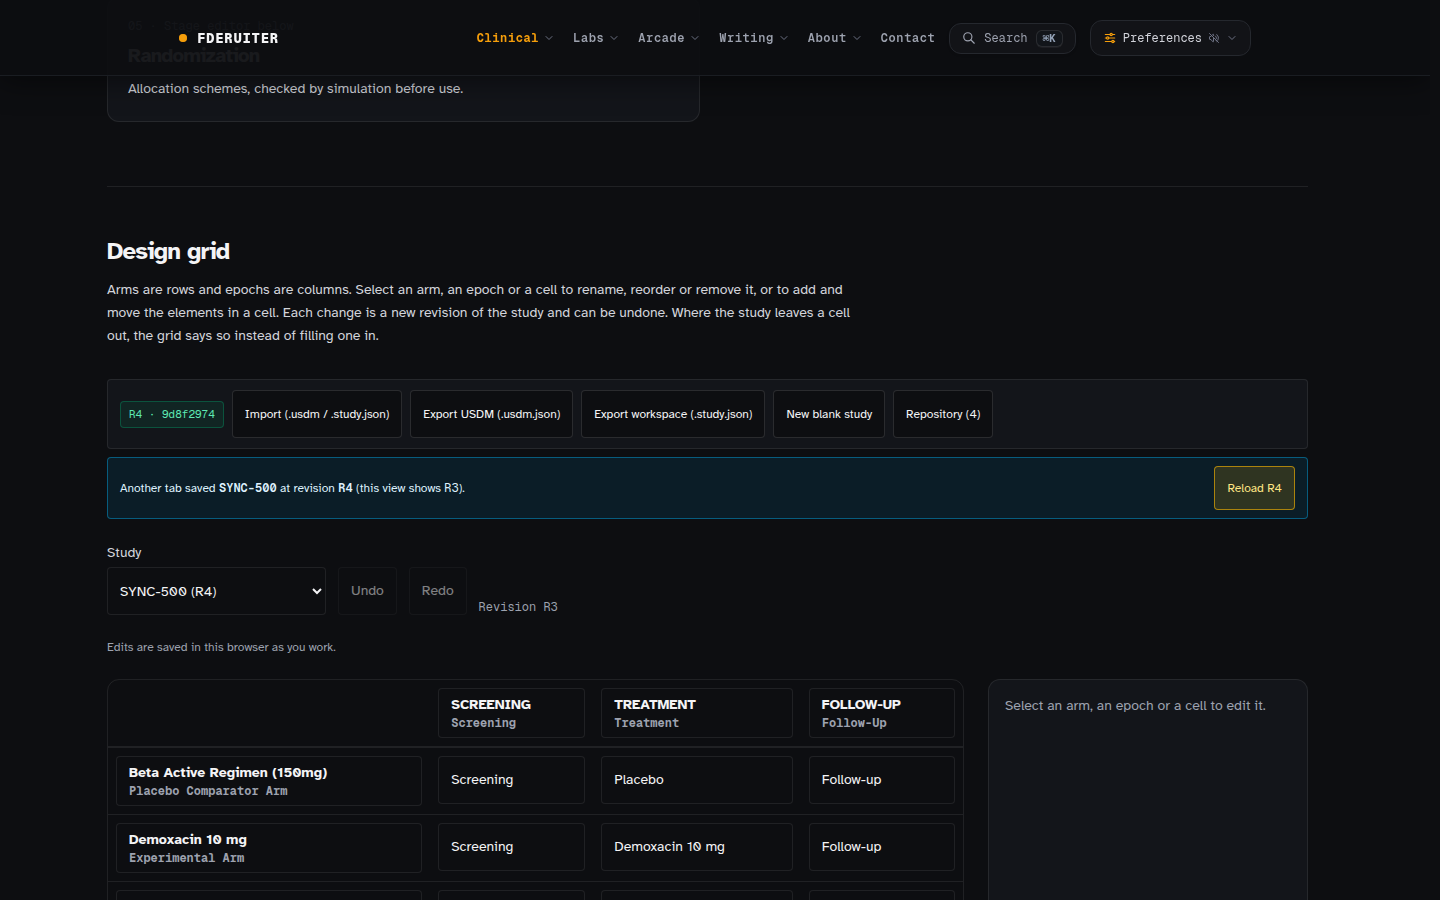 FDERUITER
Clinical
Labs
Arcade
Writing
About
Contact
Search ⌘K
Preferences
Randomization
Allocation schemes, checked by simulation before use.
Design grid
Arms are rows and epochs are columns. Select an arm, an epoch or a cell to rename, reorder or remove it, or to add and
move the elements in a cell. Each change is a new revision of the study and can be undone. Where the study leaves a cell
out, the grid says so instead of filling one in.
R4 · 9d8f2974
Import (.usdm / .study.json)
Export USDM (.usdm.json)
Export workspace (.study.json)
New blank study
Repository (4)
Another tab saved SYNC-500 at revision R4 (this view shows R3).
Reload R4
Study
SYNC-500 (R4)
Undo
Redo
Revision R3
Edits are saved in this browser as you work.
SCREENING
Screening
TREATMENT
Treatment
FOLLOW-UP
Follow-Up
Select an arm, an epoch or a cell to edit it.
Beta Active Regimen (150mg)
Placebo Comparator Arm
Screening
Placebo
Follow-up
Demoxacin 10 mg
Experimental Arm
Screening
Demoxacin 10 mg
Follow-up